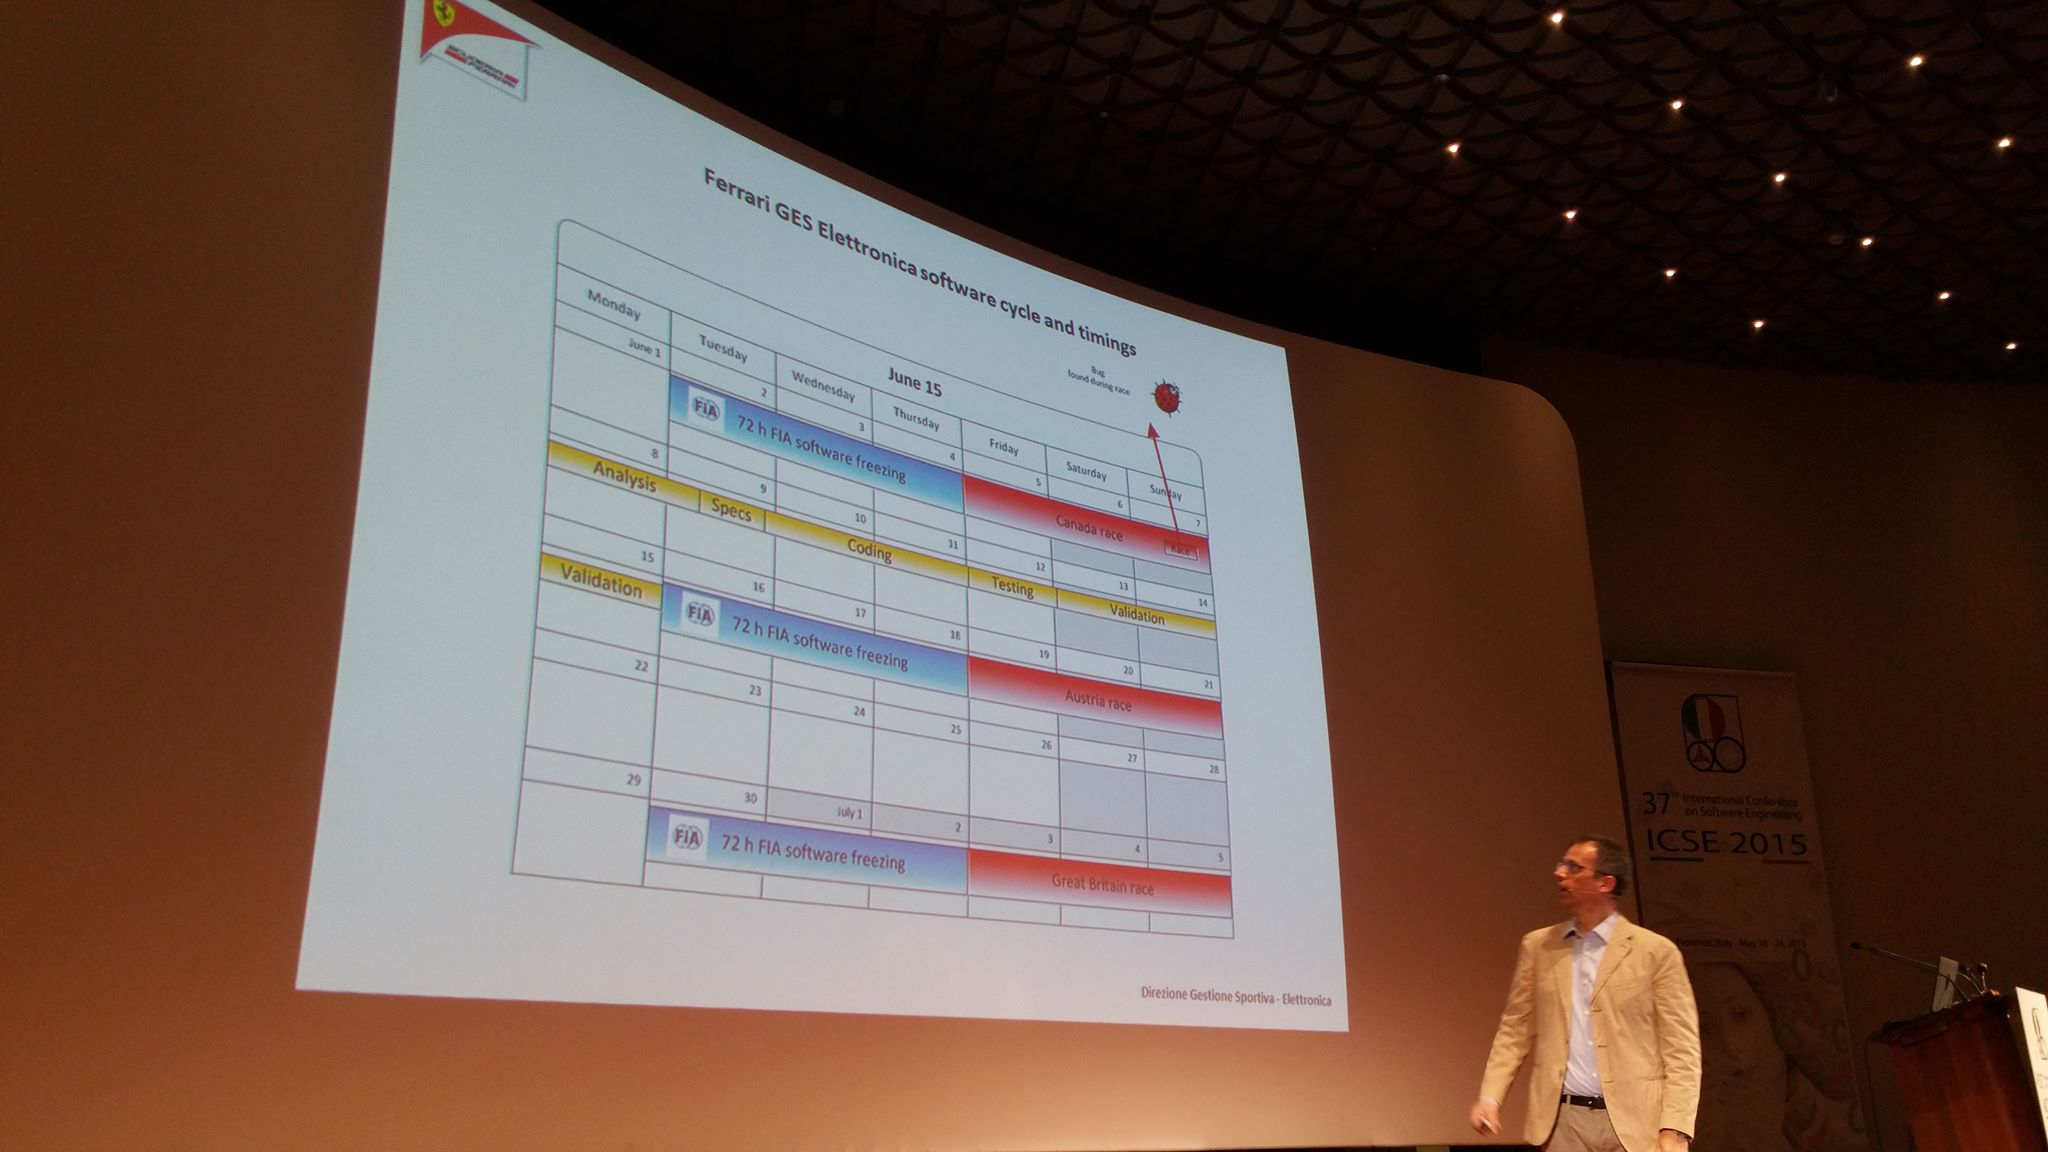 SCUDERIA
FERRARI
Ferrari GES Elettronica software cycle and timings
June 15
Bug
found during race
Monday Tuesday Wednesday Thursday Friday Saturday Sunday
June 1 2 3 4 5 6 7
FIA 72 h FIA software freezing Canada race Race
8 9 10 11 12 13 14
Analysis Specs Coding Testing Validation
15 16 17 18 19 20 21
Validation FIA 72 h FIA software freezing Austria race
22 23 24 25 26 27 28
29 30 July 1 2 3 4 5
FIA 72 h FIA software freezing Great Britain race
Direzione Gestione Sportiva - Elettronica
37th International Conference
on Software Engineering
ICSE 2015
Florence, Italy - May 16 - 24, 2015